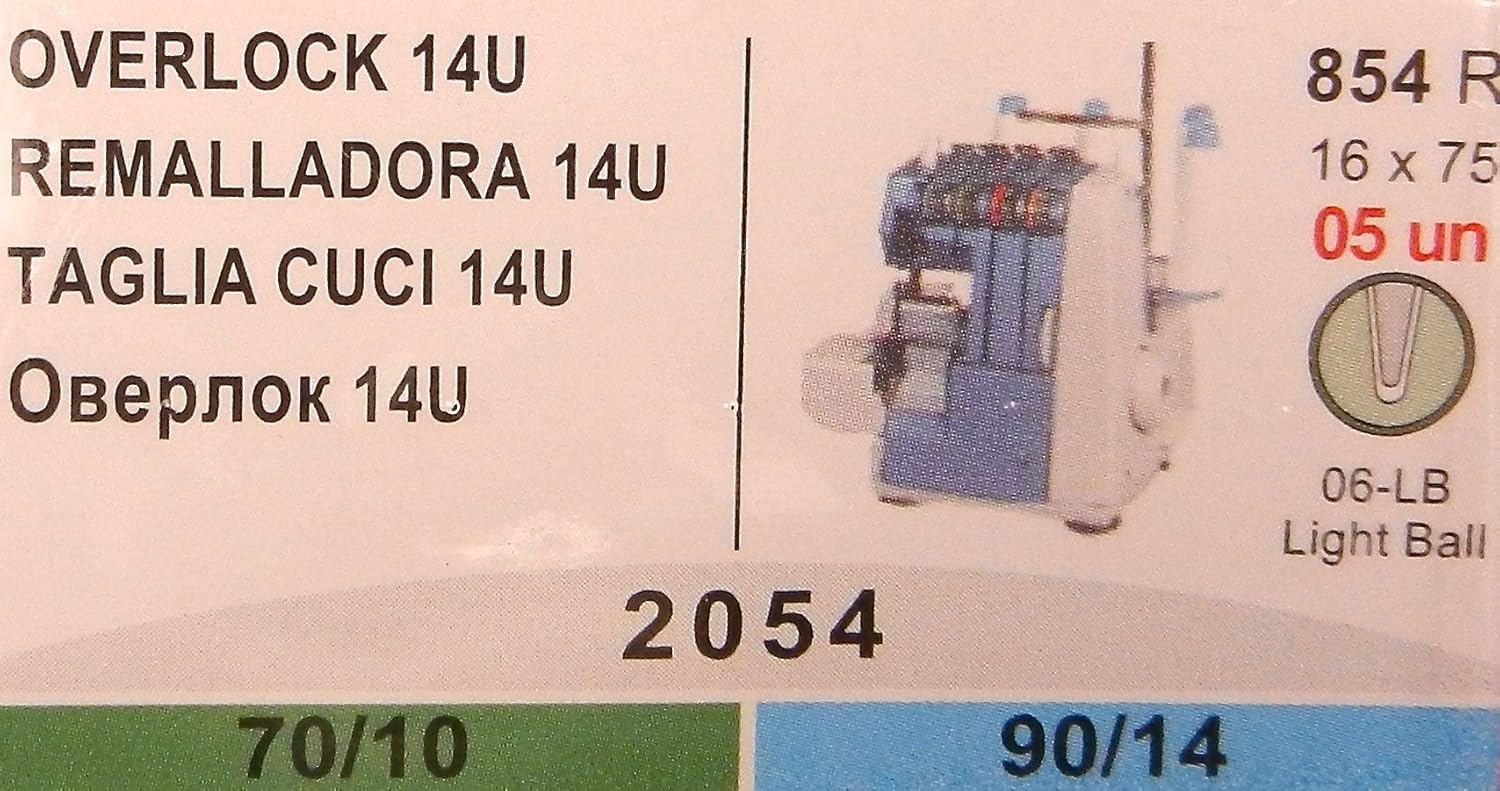 OVERLOCK 14U
REMALLADORA 14U
TAGLIA CUCI 14U
Оверлок 14U
854 R
16 x 75
05 un
06-LB
Light Ball
2054
70/10
90/14